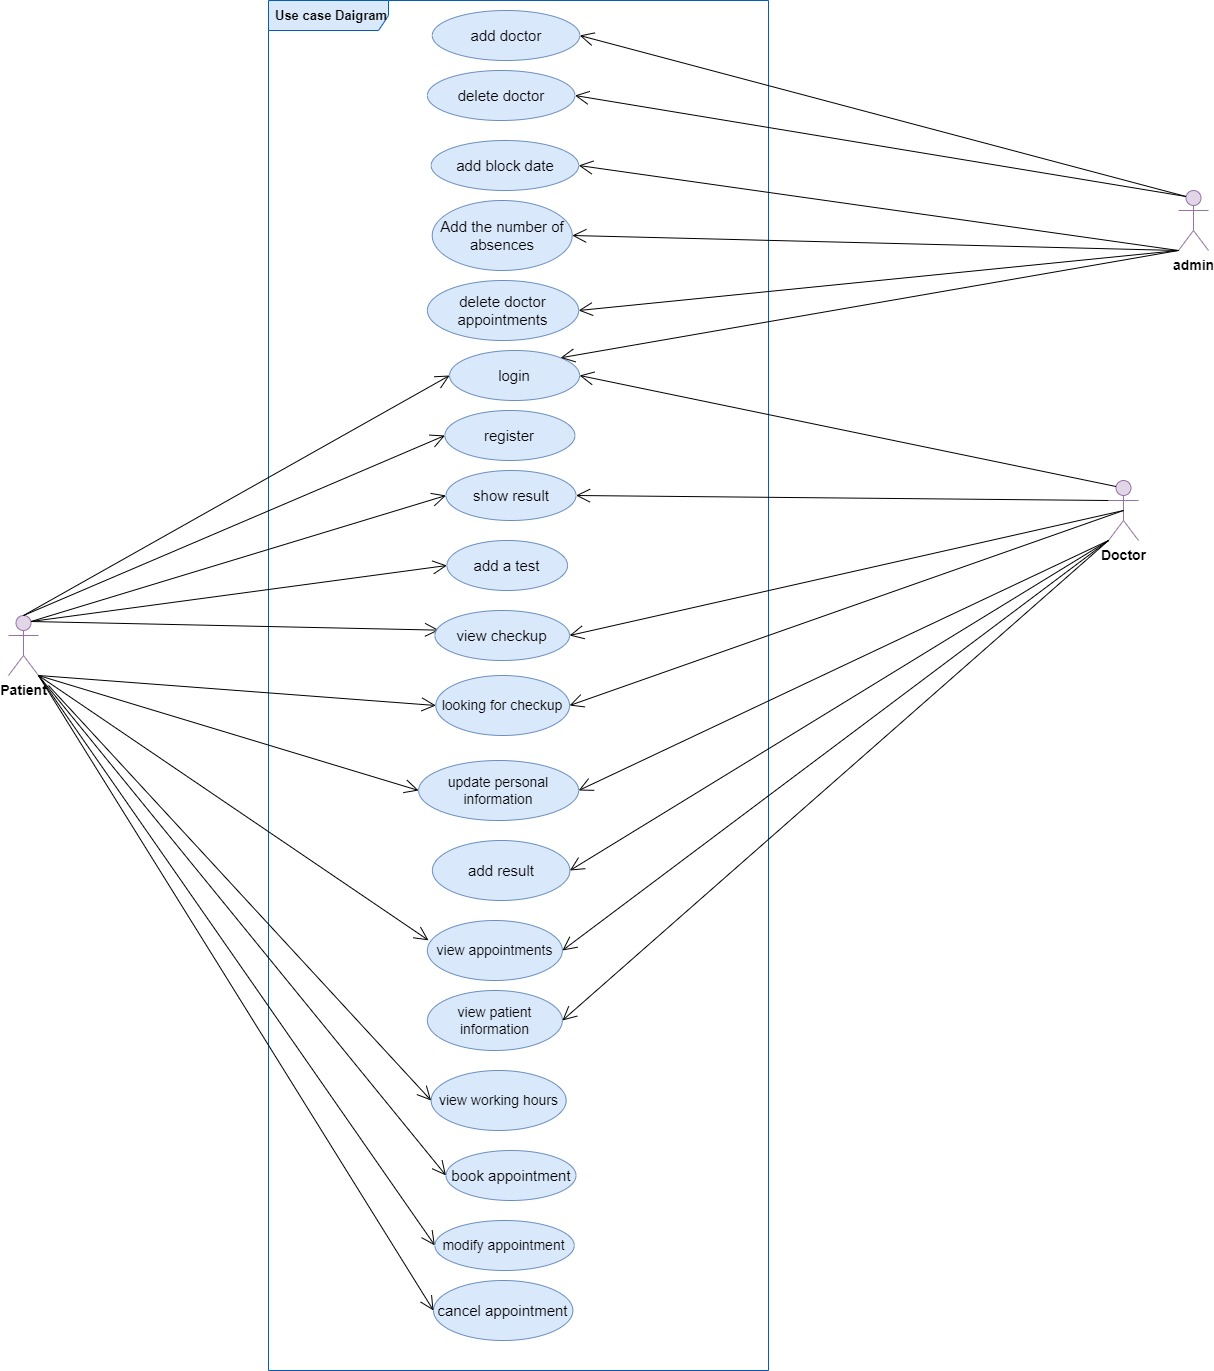 Use case Daigram
add doctor
delete doctor
add block date
Add the number of
absences
admin
delete doctor
appointments
login
register
show result
Doctor
add a test
view checkup
Patient
looking for checkup
update personal
information
add result
view appointments
view patient
information
view working hours
book appointment
modify appointment
cancel appointment